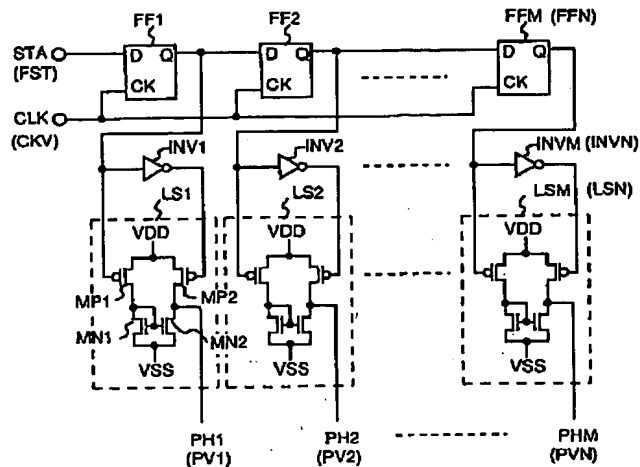 FF1 FF2 FFM (FFN)
STA D Q D Q D Q
(FST)
CK CK CK
CLK
(CKV)
INV1 INV2 INVM (INVN)
LS1 LS2 LSM (LSN)
VDD VDD VDD
MP1 MP2
MN1 MN2
VSS VSS VSS
PH1 PH2 PHM
(PV1) (PV2) (PVN)